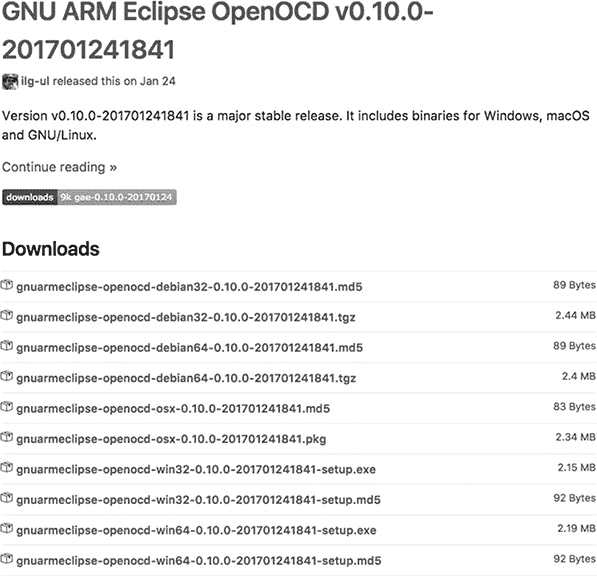 GNU ARM Eclipse OpenOCD v0.10.0-
201701241841
ilg-ul released this on Jan 24
Version v0.10.0-201701241841 is a major stable release. It includes binaries for Windows, macOS
and GNU/Linux.
Continue reading »
downloads 9k gae-0.10.0-20170124
Downloads
gnuarmeclipse-openocd-debian32-0.10.0-201701241841.md5 89 Bytes
gnuarmeclipse-openocd-debian32-0.10.0-201701241841.tgz 2.44 MB
gnuarmeclipse-openocd-debian64-0.10.0-201701241841.md5 89 Bytes
gnuarmeclipse-openocd-debian64-0.10.0-201701241841.tgz 2.4 MB
gnuarmeclipse-openocd-osx-0.10.0-201701241841.md5 83 Bytes
gnuarmeclipse-openocd-osx-0.10.0-201701241841.pkg 2.34 MB
gnuarmeclipse-openocd-win32-0.10.0-201701241841-setup.exe 2.15 MB
gnuarmeclipse-openocd-win32-0.10.0-201701241841-setup.md5 92 Bytes
gnuarmeclipse-openocd-win64-0.10.0-201701241841-setup.exe 2.19 MB
gnuarmeclipse-openocd-win64-0.10.0-201701241841-setup.md5 92 Bytes